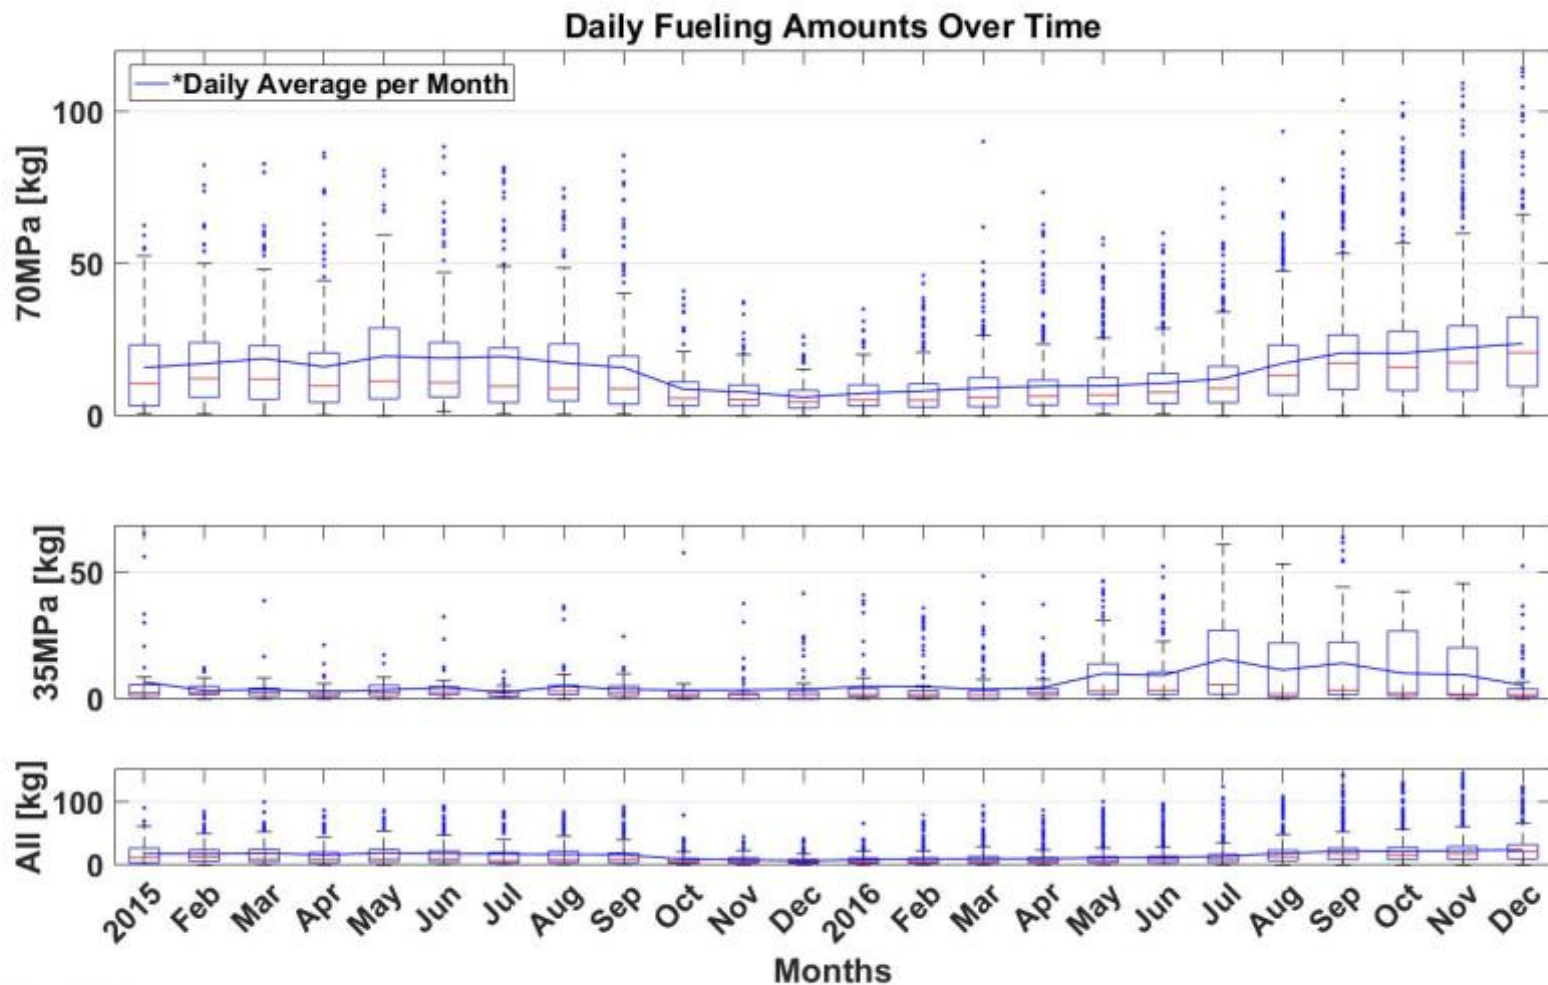 Daily Fueling Amounts Over Time
*Daily Average per Month
70MPa [kg]
100
50
0
35MPa [kg]
50
0
All [kg]
100
0
2015 Feb Mar Apr May Jun Jul Aug Sep Oct Nov Dec 2016 Feb Mar Apr May Jun Jul Aug Sep Oct Nov Dec
Months